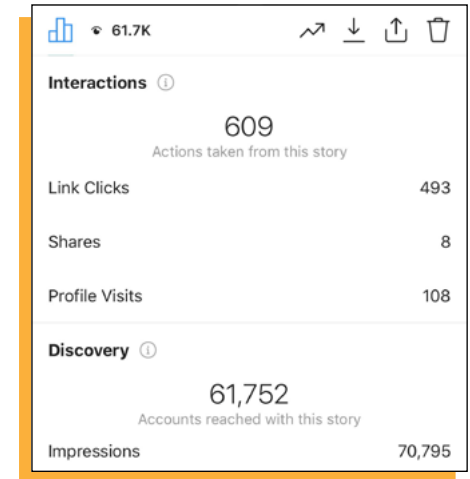 61.7K
Interactions
609
Actions taken from this story
Link Clicks 493
Shares 8
Profile Visits 108
Discovery
61,752
Accounts reached with this story
Impressions 70,795